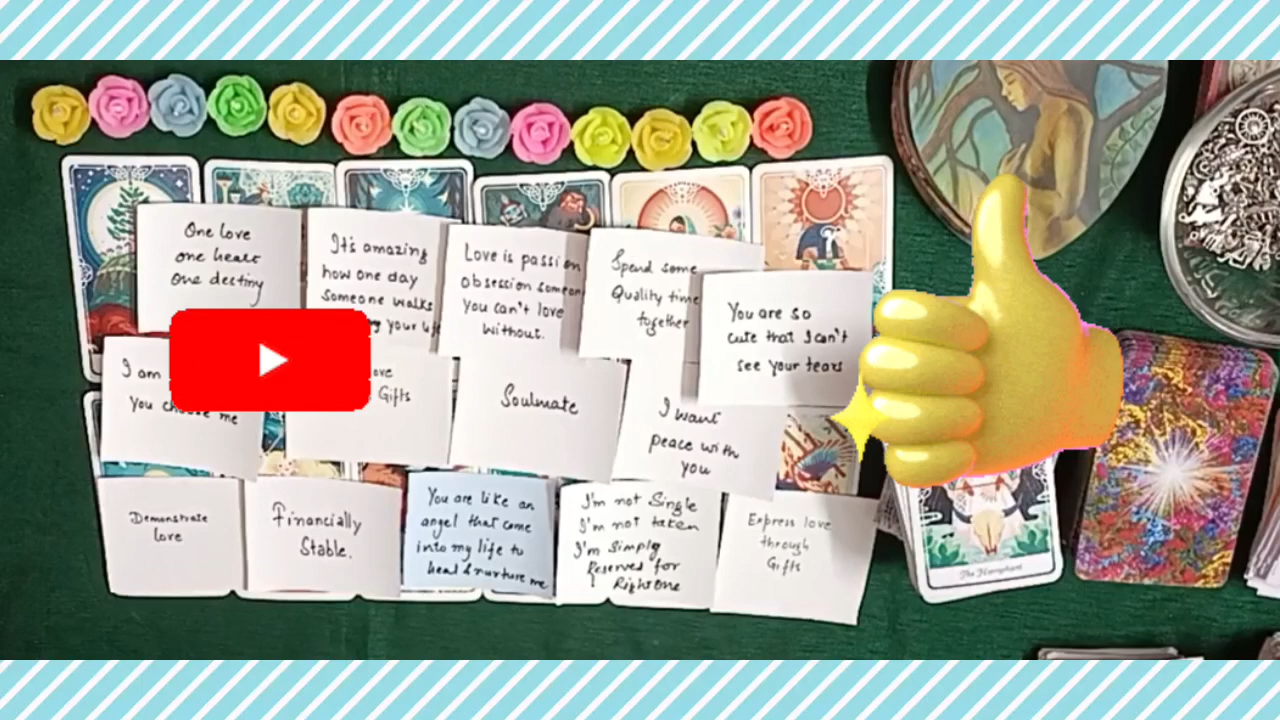 One love
one heart
one destiny
It's amazing
how one day
someone walks
your
Love is passion
obsession someone
you can't love
without.
Spend some
Quality time
together
You are so
cute that I can't
see your tears
I am
you choose me
Gifts
Soulmate
I want
peace with
you
Demonstrate
love
Financially
Stable.
You are like an
angel that come
into my life to
heal & nurture me
I'm not Single
I'm not taken
I'm Simply
Reserved for
Right One
Express love
through
Gifts
The Hierophant